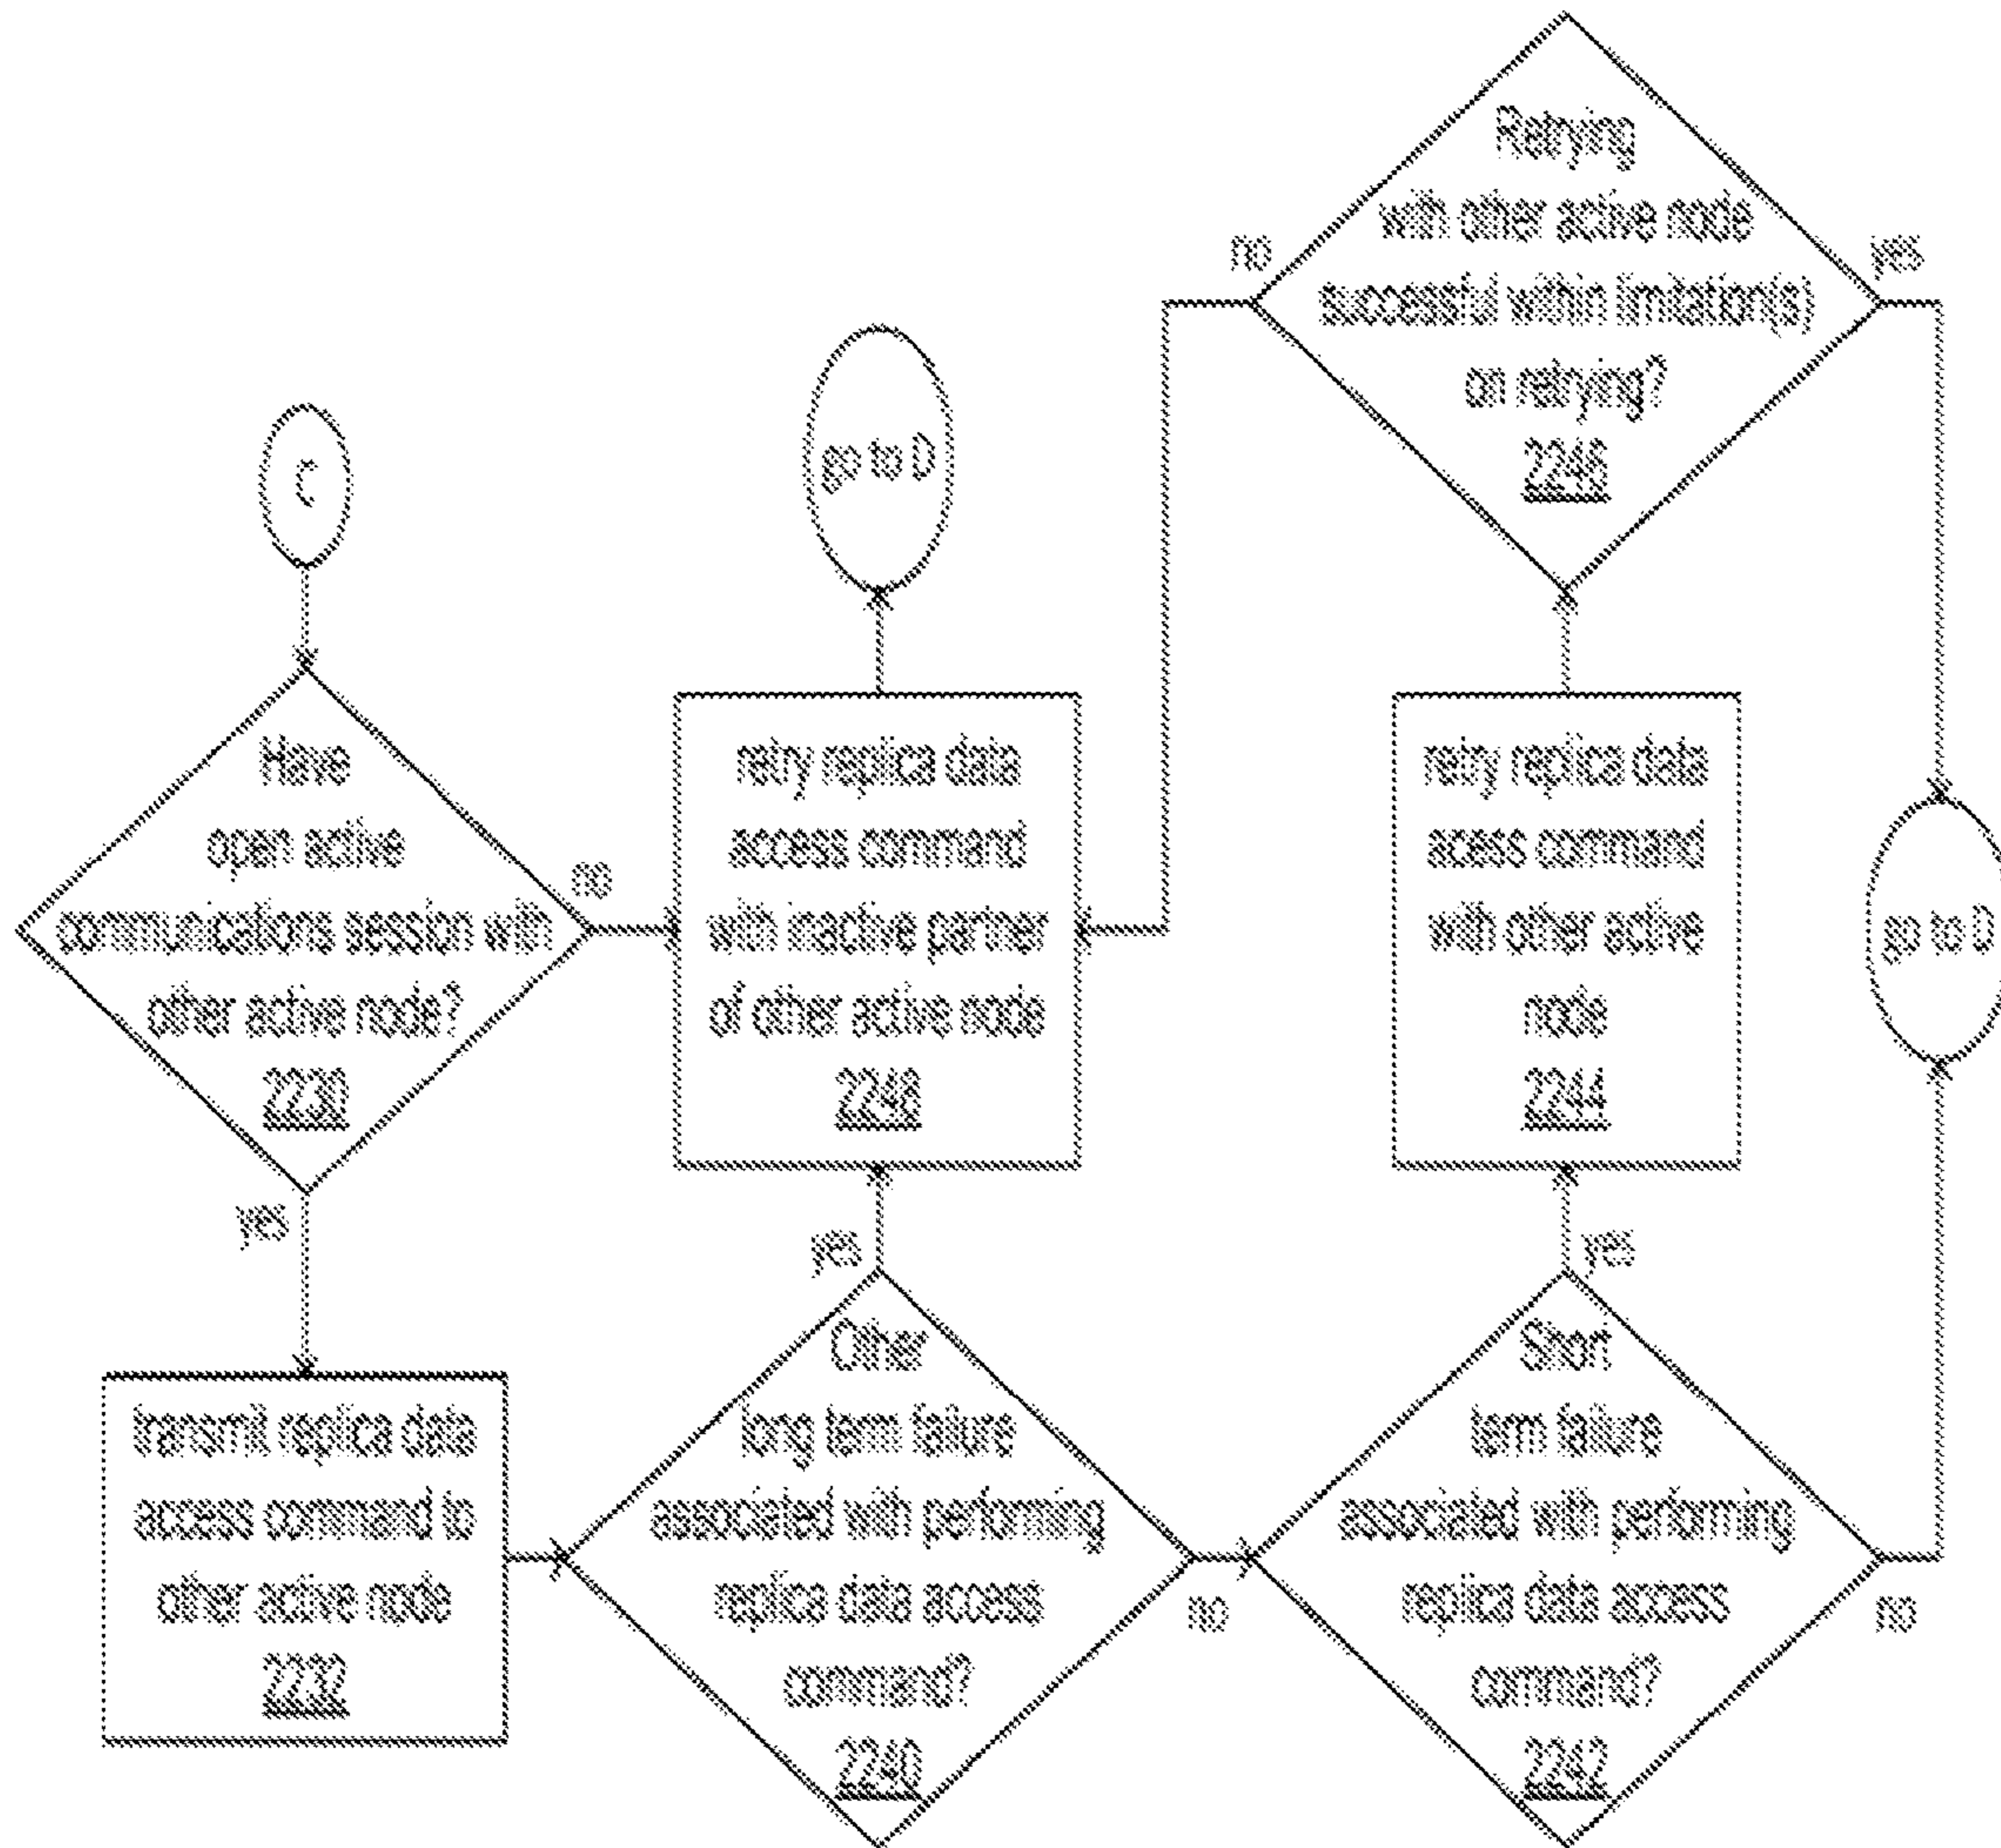 C
Have
open active
communications session with
other active node?
2230
no
yes
transmit replica data
access command to
other active node
2232
go to D
retry replica data
access command
with inactive partner
of other active node
2248
yes
Other
long term failure
associated with performing
replica data access
command?
2240
no
Retrying
with other active node
successful within limitation(s)
on retrying?
2246
no
yes
retry replica data
acess command
with other active
node
2244
yes
Short
term failure
associated with performing
replica data access
command?
2242
no
go to D